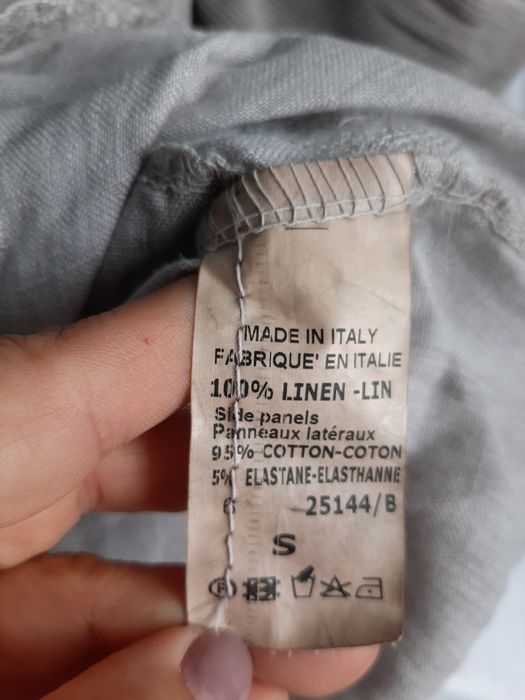 MADE IN ITALY
FABRIQUE' EN ITALIE
100% LINEN -LIN
Side panels
Panneaux latéraux
95% COTTON-COTON
5% ELASTANE-ELASTHANNE
25144/B
S